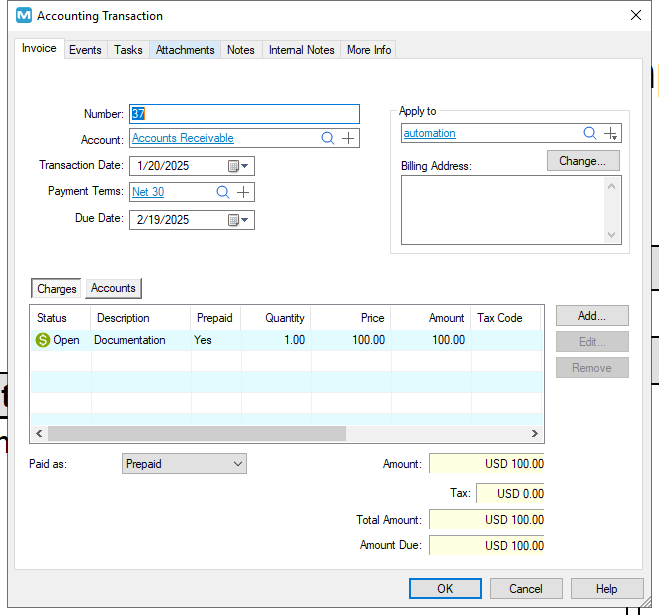 Accounting Transaction
Invoice Events Tasks Attachments Notes Internal Notes More Info
Number: 37
Account: Accounts Receivable
Transaction Date: 1/20/2025
Payment Terms: Net 30
Due Date: 2/19/2025
Apply to
automation
Billing Address: Change...
Charges Accounts
Status Description Prepaid Quantity Price Amount Tax Code
$ Open Documentation Yes 1.00 100.00 100.00
Add...
Edit...
Remove
Paid as: Prepaid
Amount: USD 100.00
Tax: USD 0.00
Total Amount: USD 100.00
Amount Due: USD 100.00
OK Cancel Help